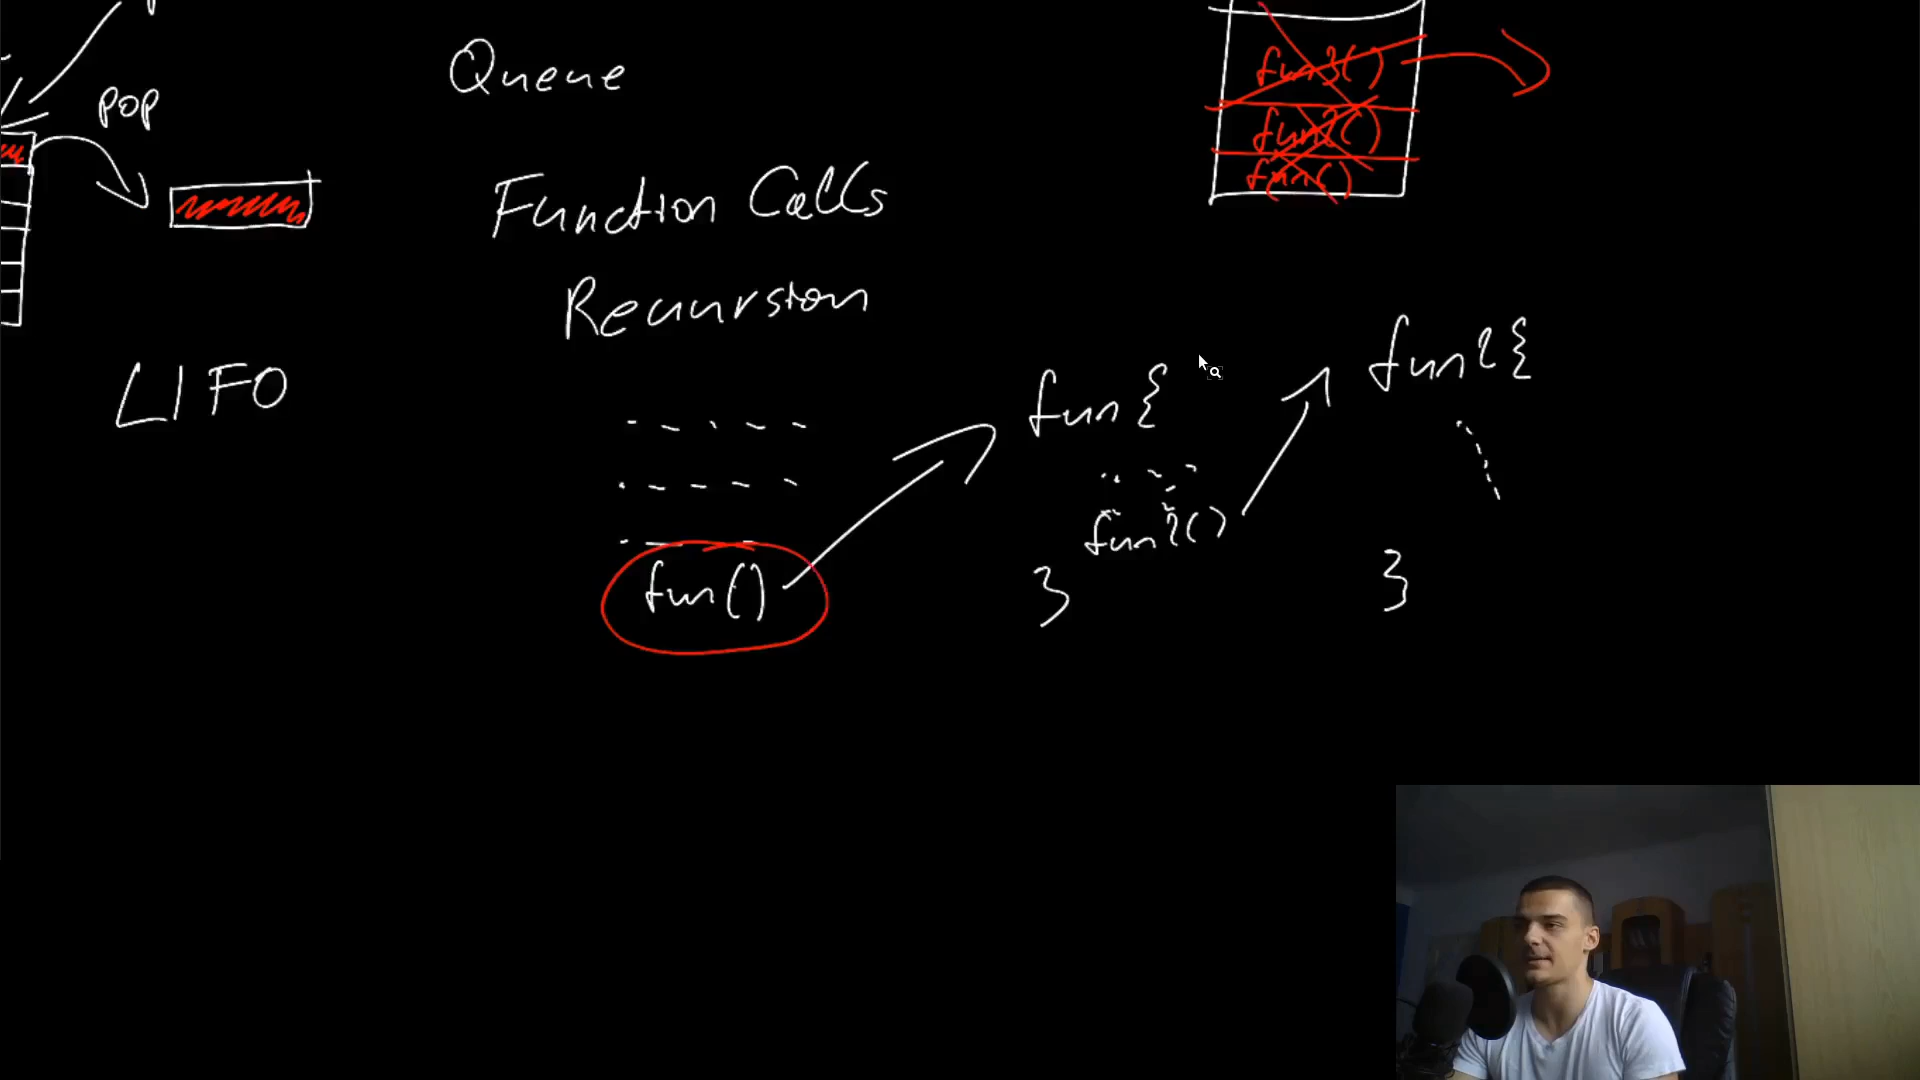 Queue
pop
fun3()
fun2()
fun()
Function Calls
Recursion
LIFO
fun{
fun2{
fun2()
fun()
}
}